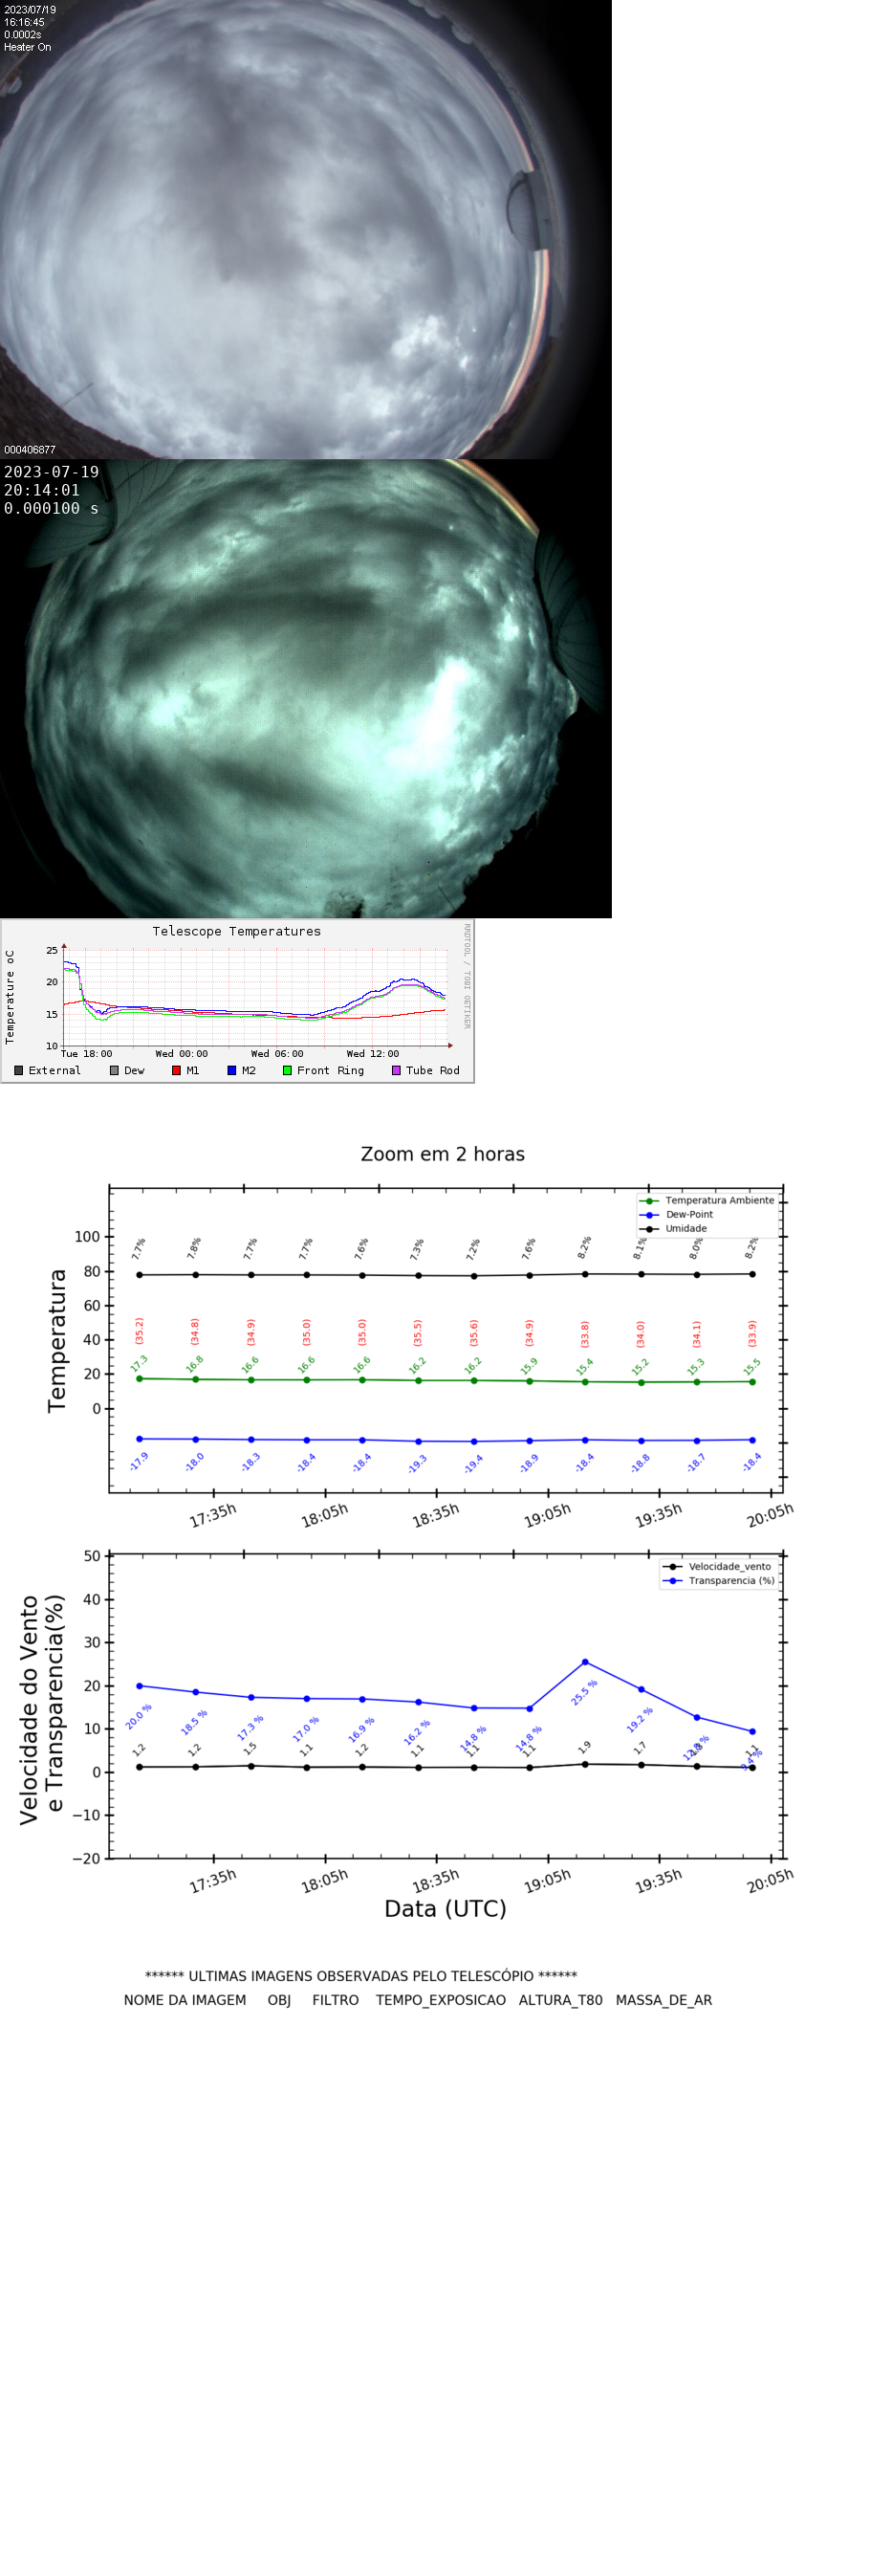 2023/07/19
16:16:45
0.0002s
Heater On
000406877
2023-07-19
20:14:01
0.000100 s
Telescope Temperatures
RRDTOOL / TOBI OETIKER
Temperature oC
25
20
15
10
Tue 18:00 Wed 00:00 Wed 06:00 Wed 12:00
External Dew M1 M2 Front Ring Tube Rod
Zoom em 2 horas
Temperatura Ambiente
Dew-Point
Umidade
Temperatura
100
80
60
40
20
0
7.7% 7.8% 7.7% 7.7% 7.6% 7.3% 7.2% 7.6% 8.2% 8.1% 8.0% 8.2%
(35.2) (34.8) (34.9) (35.0) (35.0) (35.5) (35.6) (34.9) (33.8) (34.0) (34.1) (33.9)
17.3 16.8 16.6 16.6 16.6 16.2 16.2 15.9 15.4 15.2 15.3 15.5
-17.9 -18.0 -18.3 -18.4 -18.4 -19.3 -19.4 -18.9 -18.4 -18.8 -18.7 -18.4
17:35h 18:05h 18:35h 19:05h 19:35h 20:05h
Velocidade_vento
Transparencia (%)
Velocidade do Vento
e Transparencia(%)
50
40
30
20
10
0
−10
−20
20.0 % 18.5 % 17.3 % 17.0 % 16.9 % 16.2 % 14.8 % 14.8 % 25.5 % 19.2 %
1.2 1.2 1.5 1.1 1.2 1.1 1.1 1.1 1.9 1.7 1.1
17:35h 18:05h 18:35h 19:05h 19:35h 20:05h
Data (UTC)
****** ULTIMAS IMAGENS OBSERVADAS PELO TELESCÓPIO ******
NOME DA IMAGEM OBJ FILTRO TEMPO_EXPOSICAO ALTURA_T80 MASSA_DE_AR